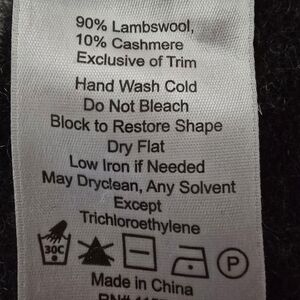 90% Lambswool,
10% Cashmere
Exclusive of Trim
Hand Wash Cold
Do Not Bleach
Block to Restore Shape
Dry Flat
Low Iron if Needed
May Dryclean, Any Solvent
Except
Trichloroethylene
30C P
Made in China